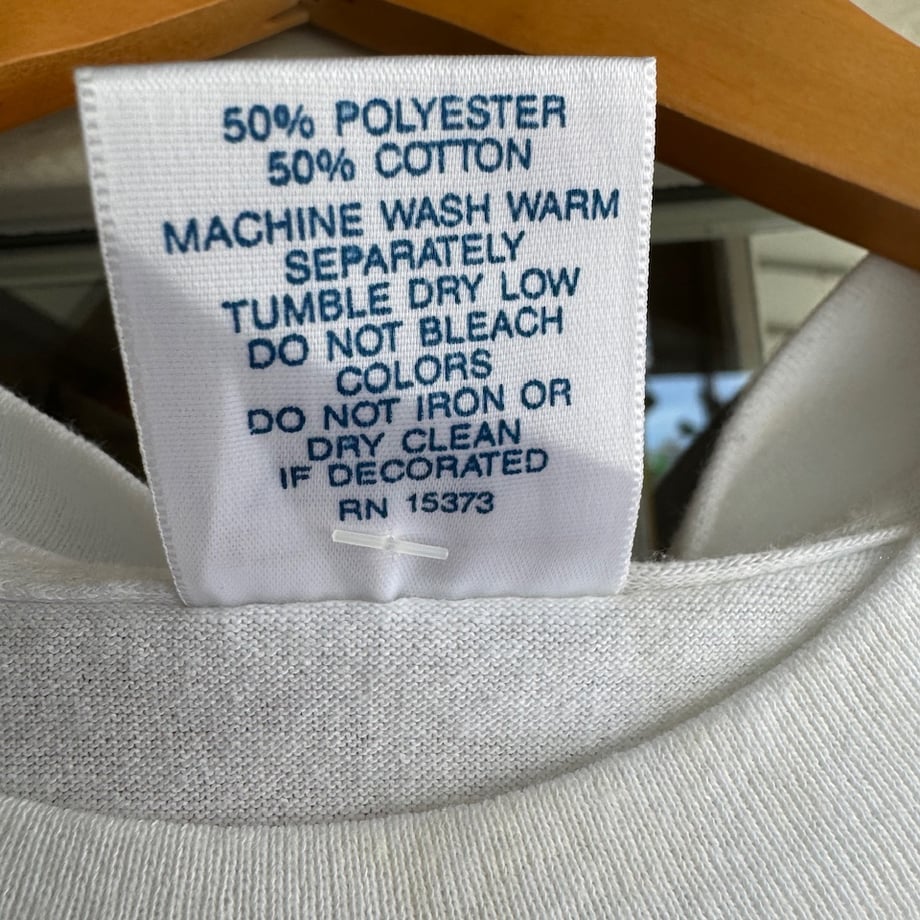 50% POLYESTER
50% COTTON
MACHINE WASH WARM
SEPARATELY
TUMBLE DRY LOW
DO NOT BLEACH
COLORS
DO NOT IRON OR
DRY CLEAN
IF DECORATED
RN 15373